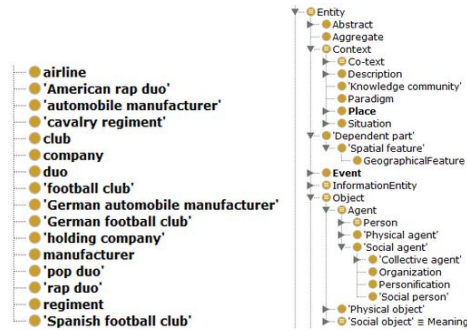 airline
'American rap duo'
'automobile manufacturer'
'cavalry regiment'
club
company
duo
'football club'
'German automobile manufacturer'
'German football club'
'holding company'
manufacturer
'pop duo'
'rap duo'
regiment
'Spanish football club'
Entity
Abstract
Aggregate
Context
Co-text
Description
'Knowledge community'
Paradigm
Place
Situation
'Dependent part'
'Spatial feature'
GeographicalFeature
Event
InformationEntity
Object
Agent
Person
'Physical agent'
'Social agent'
'Collective agent'
Organization
Personification
'Social person'
'Physical object'
'Social object' ≡ Meaning